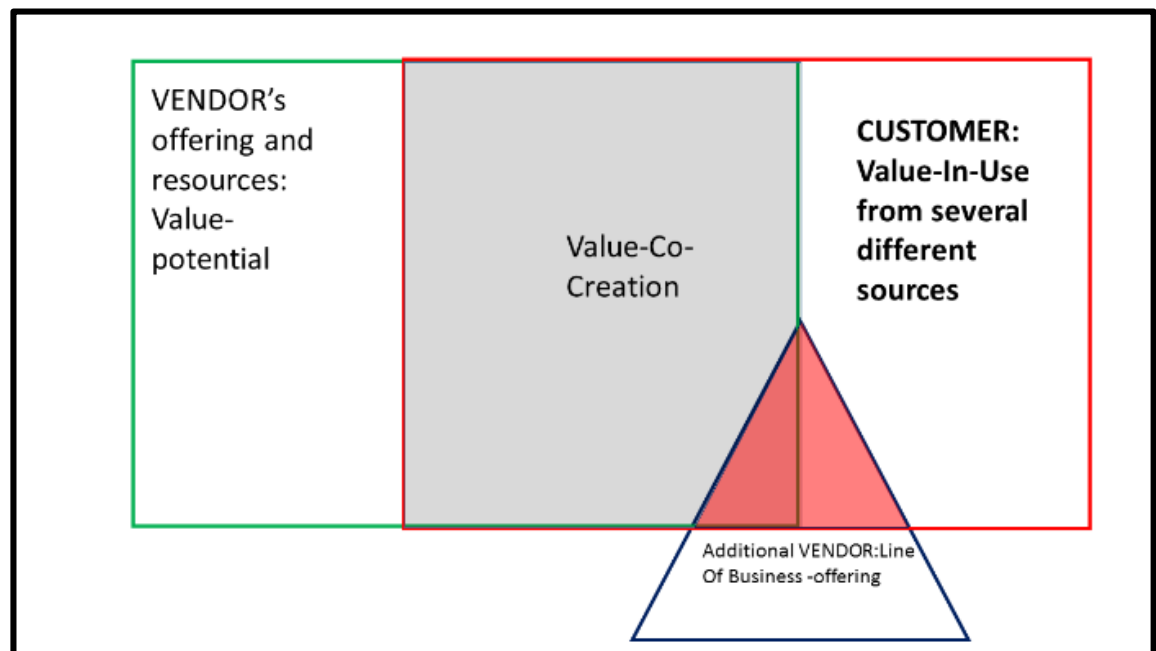 VENDOR's
offering and
resources:
Value-
potential
Value-Co-
Creation
CUSTOMER:
Value-In-Use
from several
different
sources
Additional VENDOR:Line
Of Business -offering